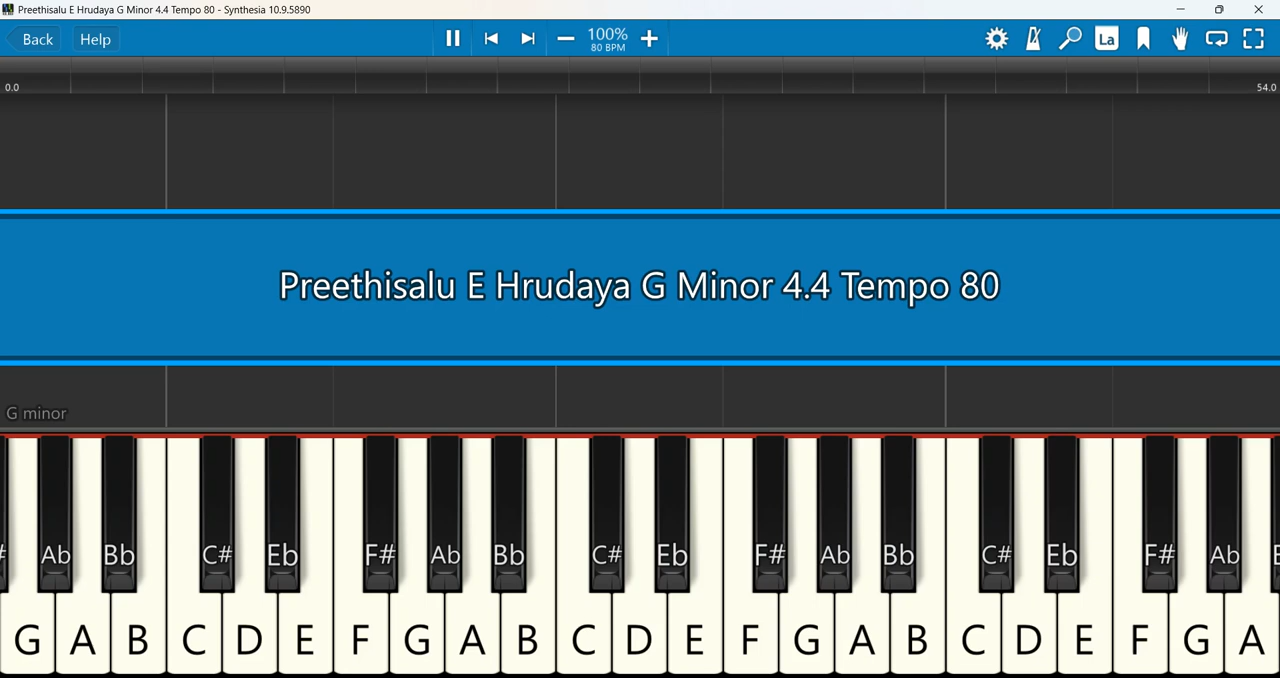 Preethisalu E Hrudaya G Minor 4.4 Tempo 80 - Synthesia 10.9.5890
Back Help 100% La
80 BPM
0.0 54.0
Preethisalu E Hrudaya G Minor 4.4 Tempo 80
G minor
Ab Bb C# Eb F# Ab Bb C# Eb F# Ab Bb C# Eb F# Ab
G A B C D E F G A B C D E F G A B C D E F G A